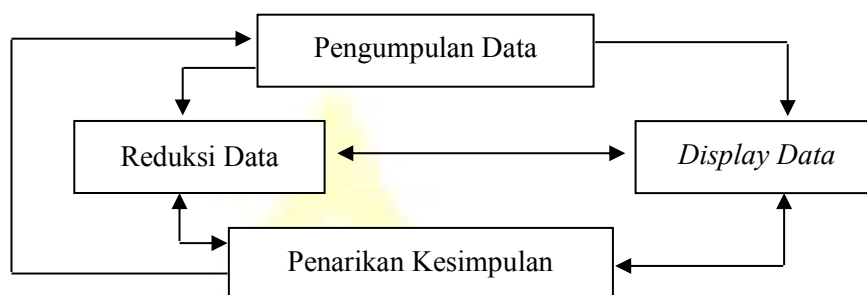 Pengumpulan Data
Reduksi Data
Display Data
Penarikan Kesimpulan